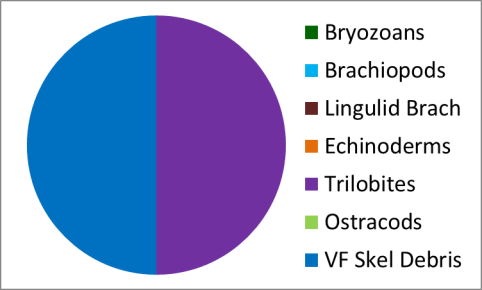 Bryozoans
Brachiopods
Lingulid Brach
Echinoderms
Trilobites
Ostracods
VF Skel Debris